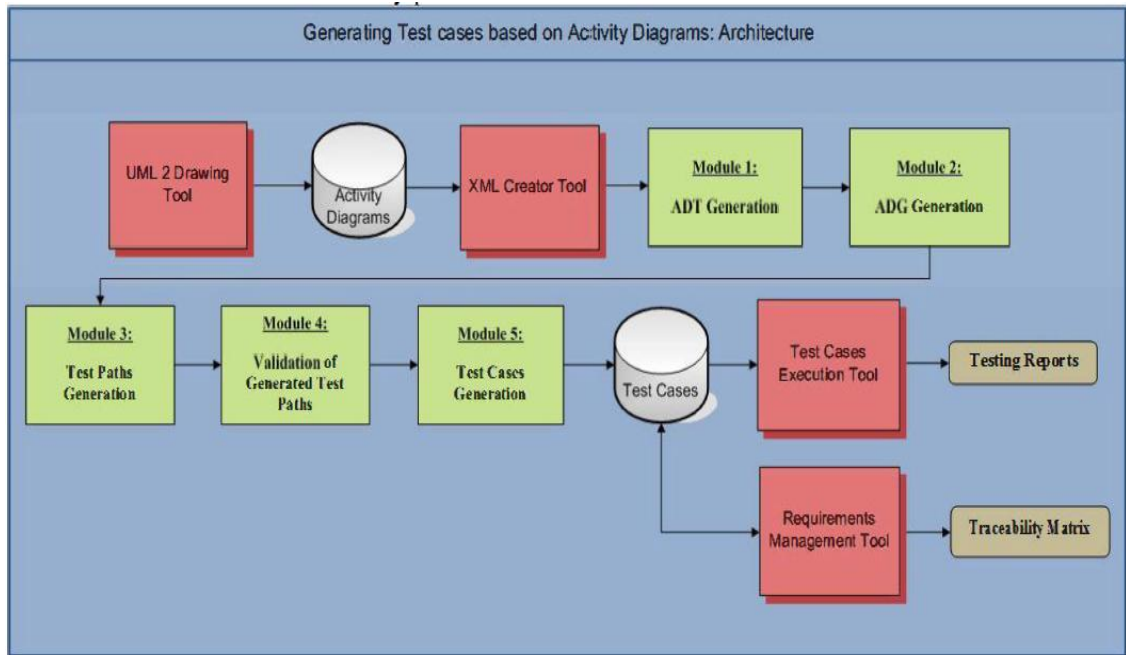 Generating Test cases based on Activity Diagrams: Architecture
UML 2 Drawing
Tool
Activity
Diagrams
XML Creator Tool
Module 1:
ADT Generation
Module 2:
ADG Generation
Module 3:
Test Paths
Generation
Module 4:
Validation of
Generated Test
Paths
Module 5:
Test Cases
Generation
Test Cases
Test Cases
Execution Tool
Testing Reports
Requirements
Management Tool
Traceability Matrix